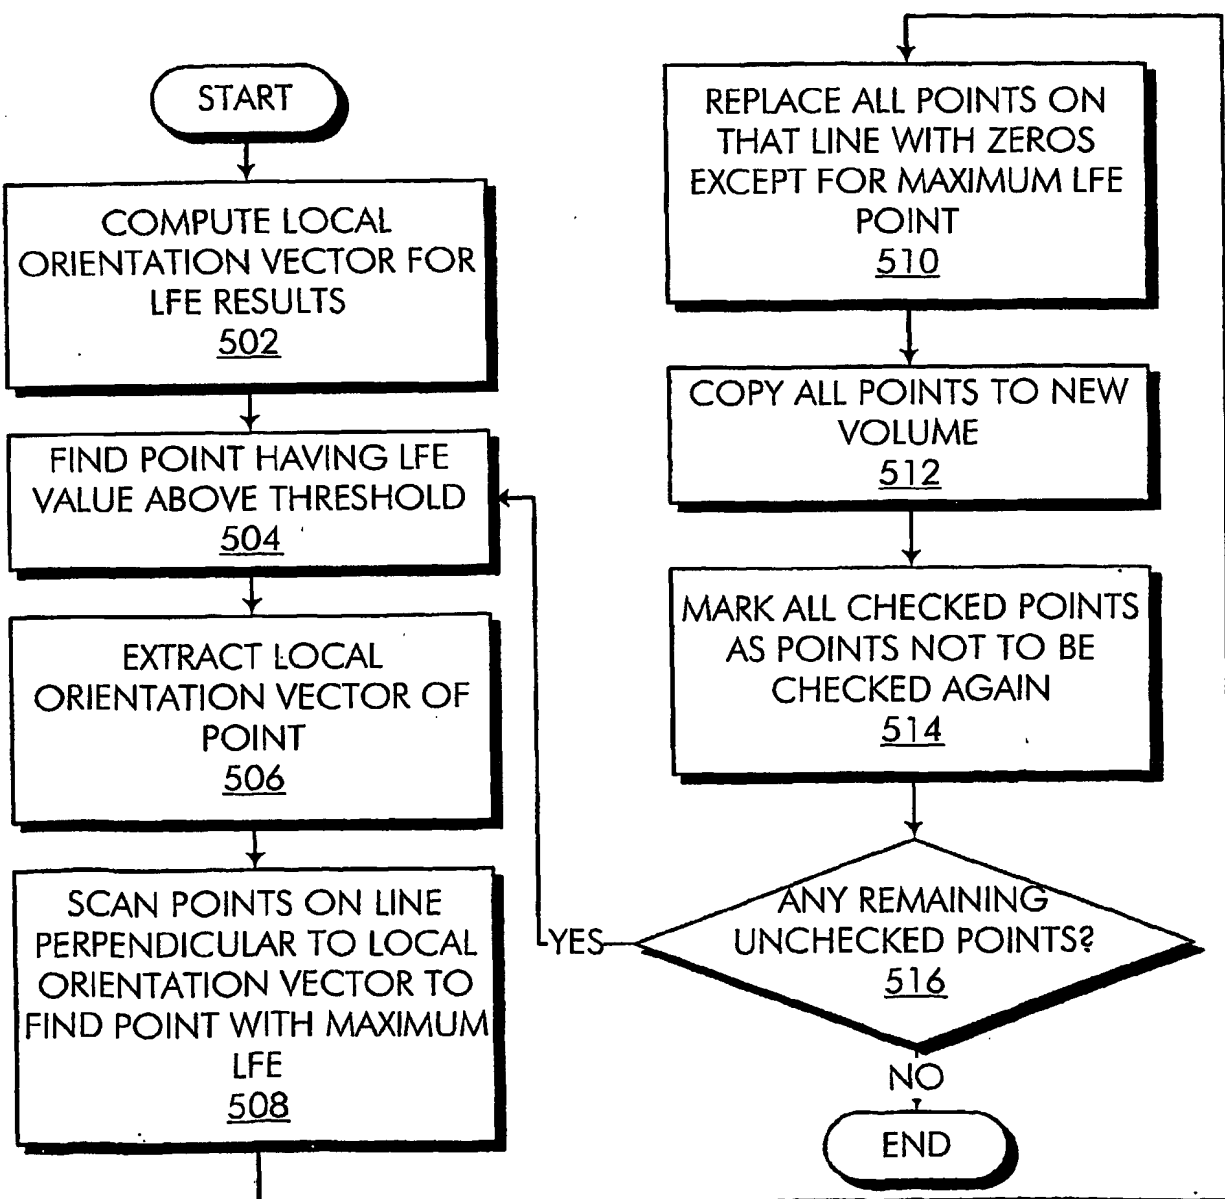 START
COMPUTE LOCAL
ORIENTATION VECTOR FOR
LFE RESULTS
502
FIND POINT HAVING LFE
VALUE ABOVE THRESHOLD
504
EXTRACT LOCAL
ORIENTATION VECTOR OF
POINT
506
SCAN POINTS ON LINE
PERPENDICULAR TO LOCAL
ORIENTATION VECTOR TO
FIND POINT WITH MAXIMUM
LFE
508
REPLACE ALL POINTS ON
THAT LINE WITH ZEROS
EXCEPT FOR MAXIMUM LFE
POINT
510
COPY ALL POINTS TO NEW
VOLUME
512
MARK ALL CHECKED POINTS
AS POINTS NOT TO BE
CHECKED AGAIN
514
ANY REMAINING
UNCHECKED POINTS?
516
YES
NO
END